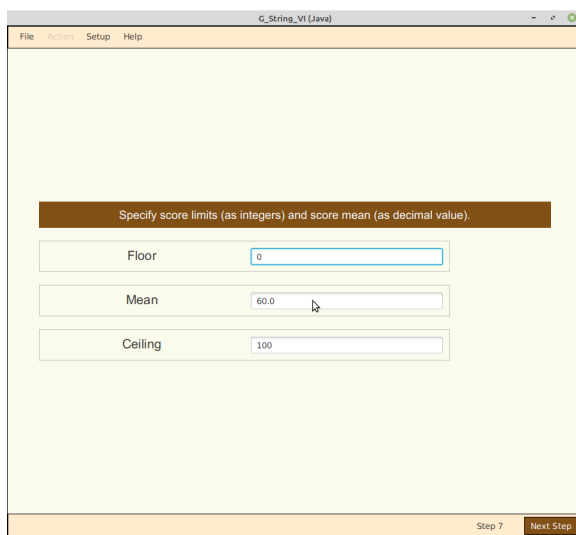 G_String_VI (Java)
File Action Setup Help
Specify score limits (as integers) and score mean (as decimal value).
Floor 0
Mean 60.0
Ceiling 100
Step 7 Next Step